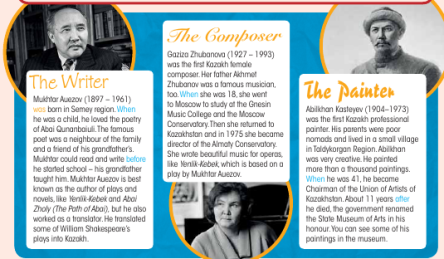 The Writer
Mukhtar Auezov (1897 – 1961)
was born in Semey region. When
he was a child, he loved the poetry
of Abai Qunanbaiuli. The famous
poet was a neighbour of the family
and a friend of his grandfather's.
Mukhtar could read and write before
he started school – his grandfather
taught him. Mukhtar Auezov is best
known as the author of plays and
novels, like Yenlik-Kebek and Abai
Zholy (The Path of Abai), but he also
worked as a translator. He translated
some of William Shakespeare's
plays into Kazakh.
The Composer
Gaziza Zhubanova (1927 – 1993)
was the first Kazakh female
composer. Her father Akhmet
Zhubanov was a famous musician,
too. When she was 18, she went
to Moscow to study at the Gnesin
Music College and the Moscow
Conservatory. Then she returned to
Kazakhstan and in 1975 she became
director of the Almaty Conservatory.
She wrote beautiful music for operas,
like Yenlik-Kebek, which is based on a
play by Mukhtar Auezov.
The Painter
Abilkhan Kasteyev (1904–1973)
was the first Kazakh professional
painter. His parents were poor
nomads and lived in a small village
in Taldykorgan Region. Abilkhan
was very creative. He painted
more than a thousand paintings.
When he was 41, he became
Chairman of the Union of Artists of
Kazakhstan. About 11 years after
he died, the government renamed
the State Museum of Arts in his
honour. You can see some of his
paintings in the museum.